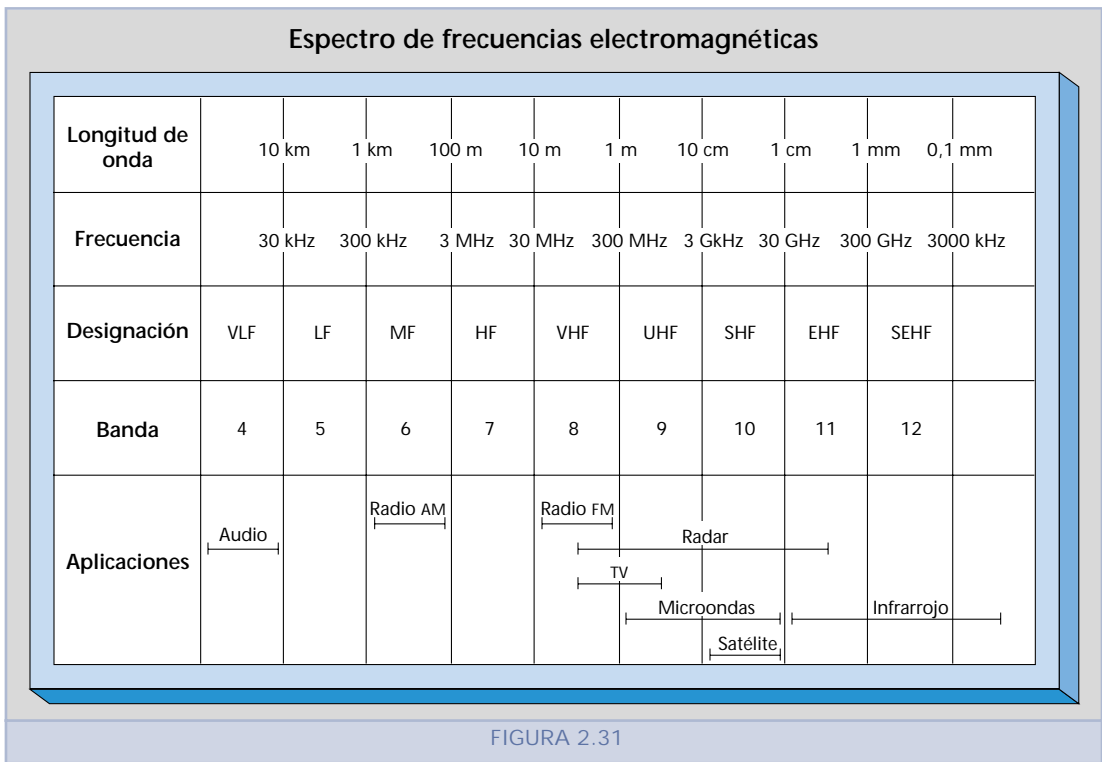 Espectro de frecuencias electromagnéticas
Longitud de
onda
10 km 1 km 100 m 10 m 1 m 10 cm 1 cm 1 mm 0,1 mm
Frecuencia 30 kHz 300 kHz 3 MHz 30 MHz 300 MHz 3 GkHz 30 GHz 300 GHz 3000 kHz
Designación VLF LF MF HF VHF UHF SHF EHF SEHF
Banda 4 5 6 7 8 9 10 11 12
Aplicaciones
Radio AM Radio FM
Audio Radar
TV
Microondas Infrarrojo
Satélite
FIGURA 2.31